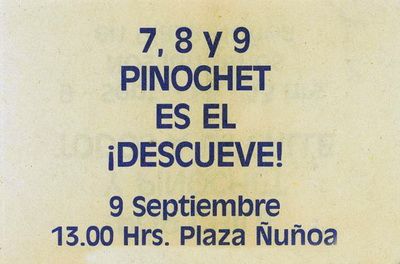 7, 8 y 9
PINOCHET
ES EL
¡DESCUEVE!
9 Septiembre
13.00 Hrs. Plaza Ñuñoa